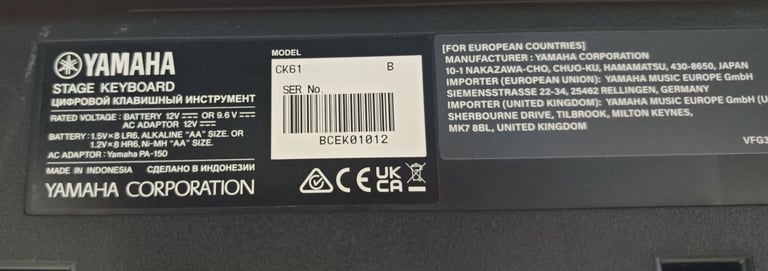 YAMAHA
STAGE KEYBOARD
ЦИФРОВОЙ КЛАВИШНЫЙ ИНСТРУМЕНТ
RATED VOLTAGE : BATTERY 12V OR 9.6 V
AC ADAPTOR 12V
BATTERY : 1.5V×8 LR6, ALKALINE "AA" SIZE. OR
1.2V×8 HR6, Ni-MH "AA" SIZE.
AC ADAPTOR : Yamaha PA-150
MADE IN INDONESIA СДЕЛАНО В ИНДОНЕЗИИ
YAMAHA CORPORATION
MODEL
CK61 B
SER No.
BCEK01012
CE UK CA
[FOR EUROPEAN COUNTRIES]
MANUFACTURER : YAMAHA CORPORATION
10-1 NAKAZAWA-CHO, CHUO-KU, HAMAMATSU, 430-8650, JAPAN
IMPORTER (EUROPEAN UNION): YAMAHA MUSIC EUROPE GmbH
SIEMENSSTRASSE 22-34, 25462 RELLINGEN, GERMANY
IMPORTER (UNITED KINGDOM): YAMAHA MUSIC EUROPE GmbH (U
SHERBOURNE DRIVE, TILBROOK, MILTON KEYNES,
MK7 8BL, UNITED KINGDOM
VFG3